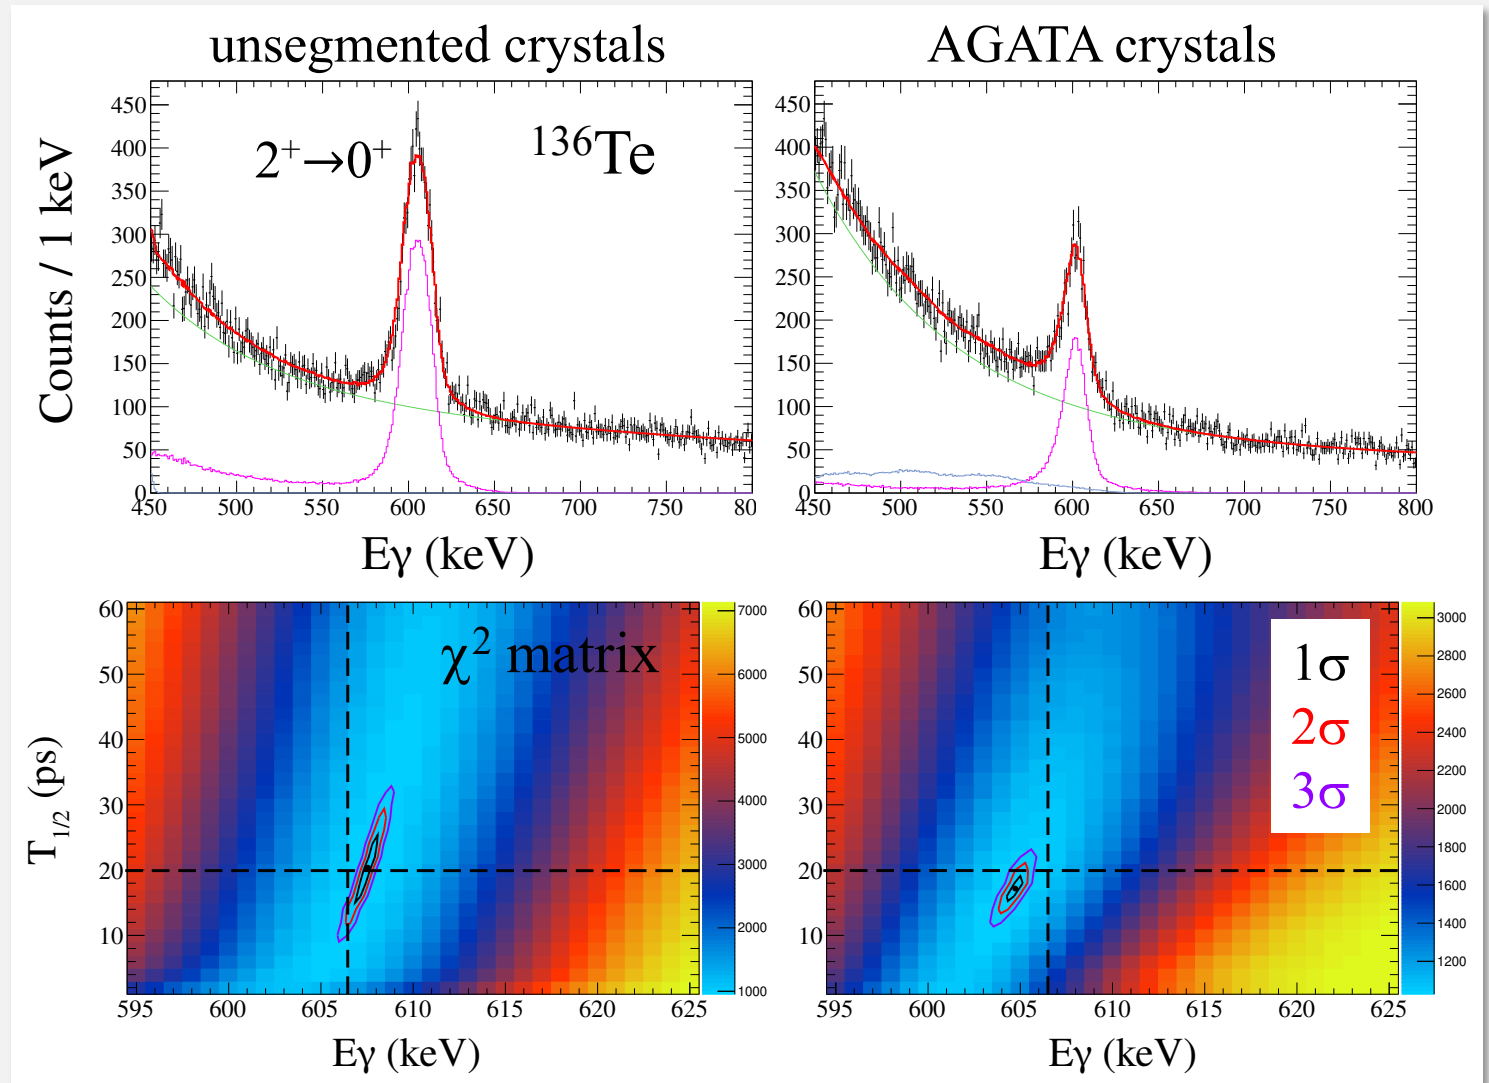 unsegmented crystals
AGATA crystals
Counts / 1 keV
450
400
350
300
250
200
150
100
50
0
2⁺→0⁺
¹³⁶Te
450 500 550 600 650 700 750 80
Eγ (keV)
450
400
350
300
250
200
150
100
50
0
450 500 550 600 650 700 750 800
Eγ (keV)
T₁/₂ (ps)
60
50
40
30
20
10
χ² matrix
595 600 605 610 615 620 625
Eγ (keV)
7000
6000
5000
4000
3000
2000
1000
60
50
40
30
20
10
1σ
2σ
3σ
595 600 605 610 615 620 625
Eγ (keV)
3000
2800
2600
2400
2200
2000
1800
1600
1400
1200